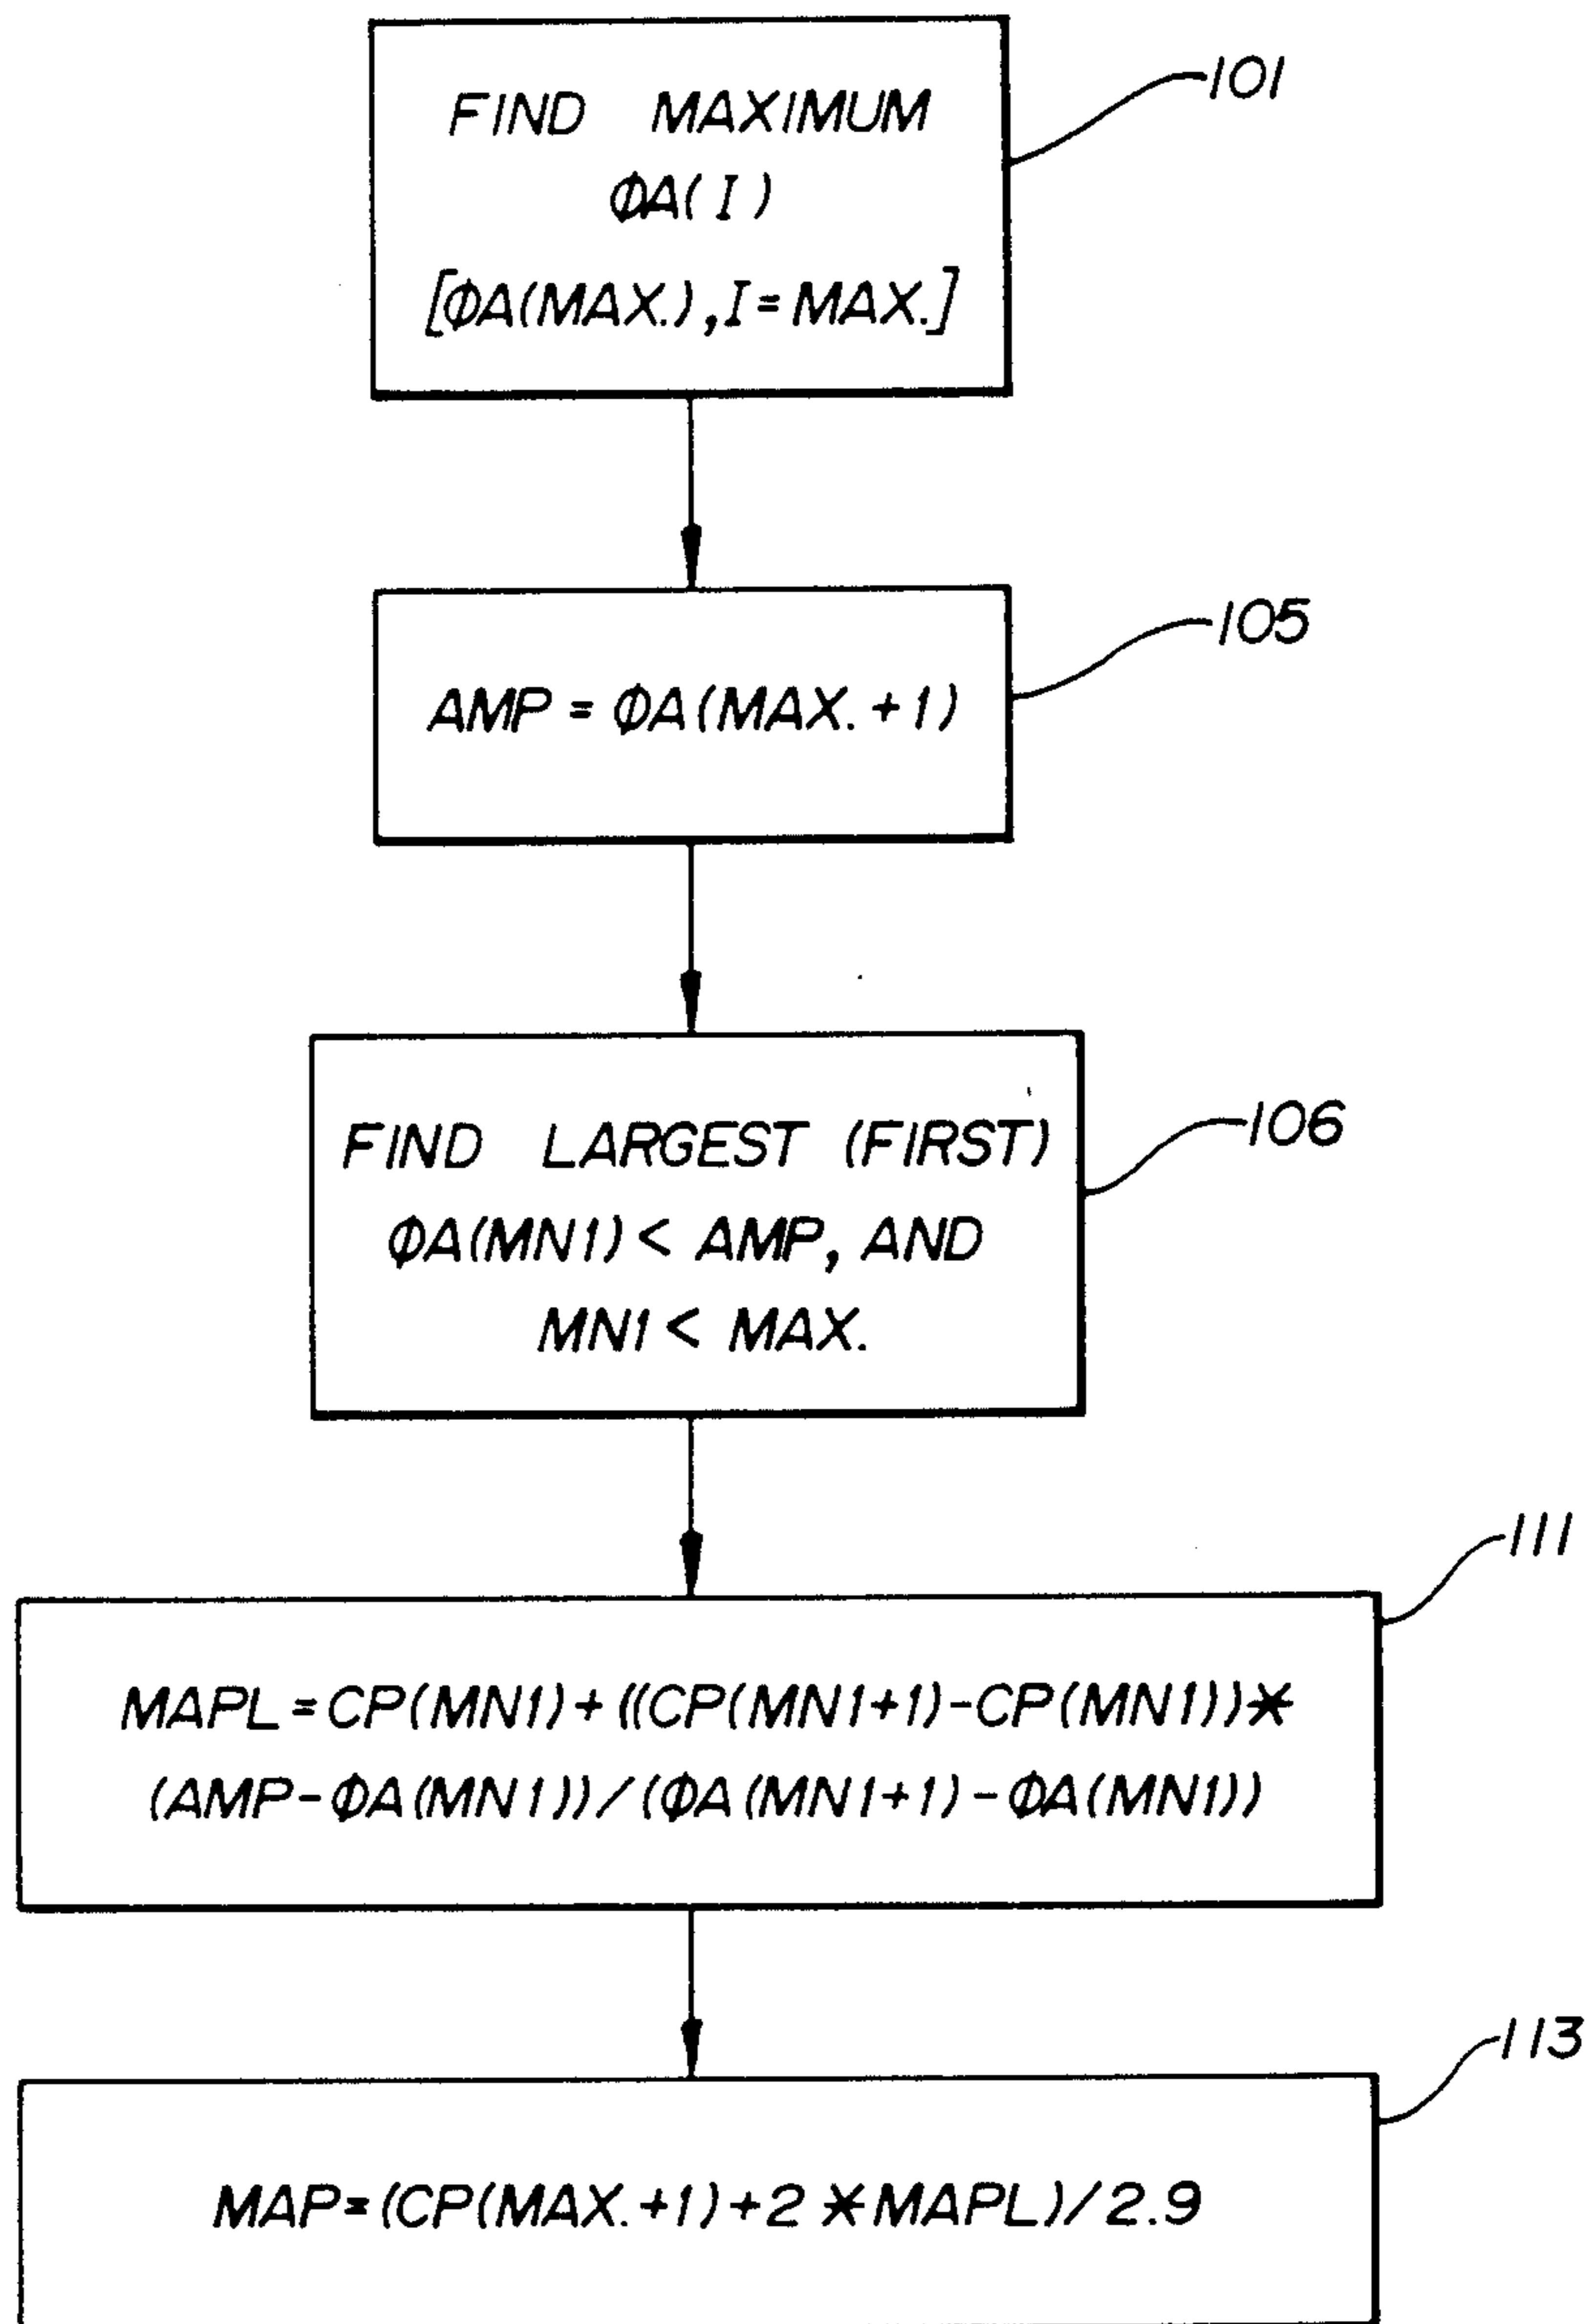 FIND MAXIMUM
ΦA(I)
[ΦA(MAX.),I=MAX.]
101
AMP = ΦA(MAX.+1)
105
FIND LARGEST (FIRST)
ΦA(MN1) < AMP, AND
MN1 < MAX.
106
MAPL=CP(MN1)+((CP(MN1+1)-CP(MN1))*
(AMP-ΦA(MN1))/(ΦA(MN1+1)-ΦA(MN1))
111
MAP=(CP(MAX.+1)+2*MAPL)/2.9
113